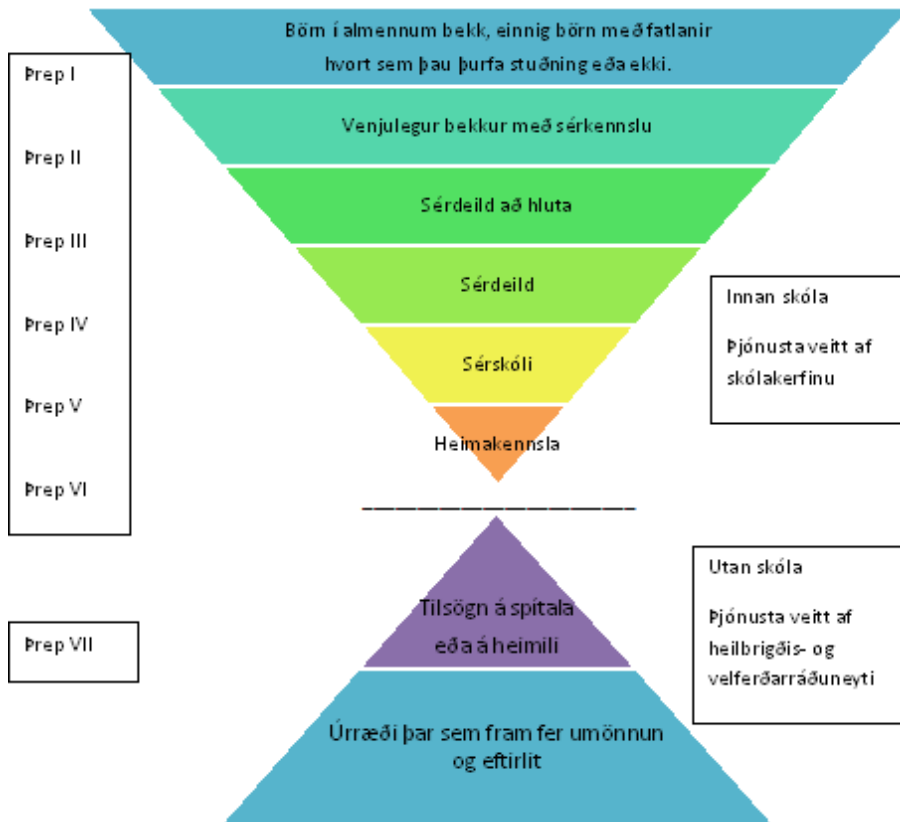 Börn í almennum bekk, einnig börn með fatlanir
hvort sem þau þurfa stuðning eða ekki.
Þrep I
Venjulegur bekkur með sérkennslu
Þrep II
Sérdeild að hluta
Þrep III
Sérdeild
Innan skóla
Þrep IV
Þjónusta veitt af
skólakerfinu
Sérskóli
Þrep V
Heimakennsla
Þrep VI
Utan skóla
Tilsögn á spítala
eða á heimili
Þjónusta veitt af
heilbrigðis- og
velferðarráðuneyti
Þrep VII
Úrræði þar sem fram fer umönnun
og eftirlit